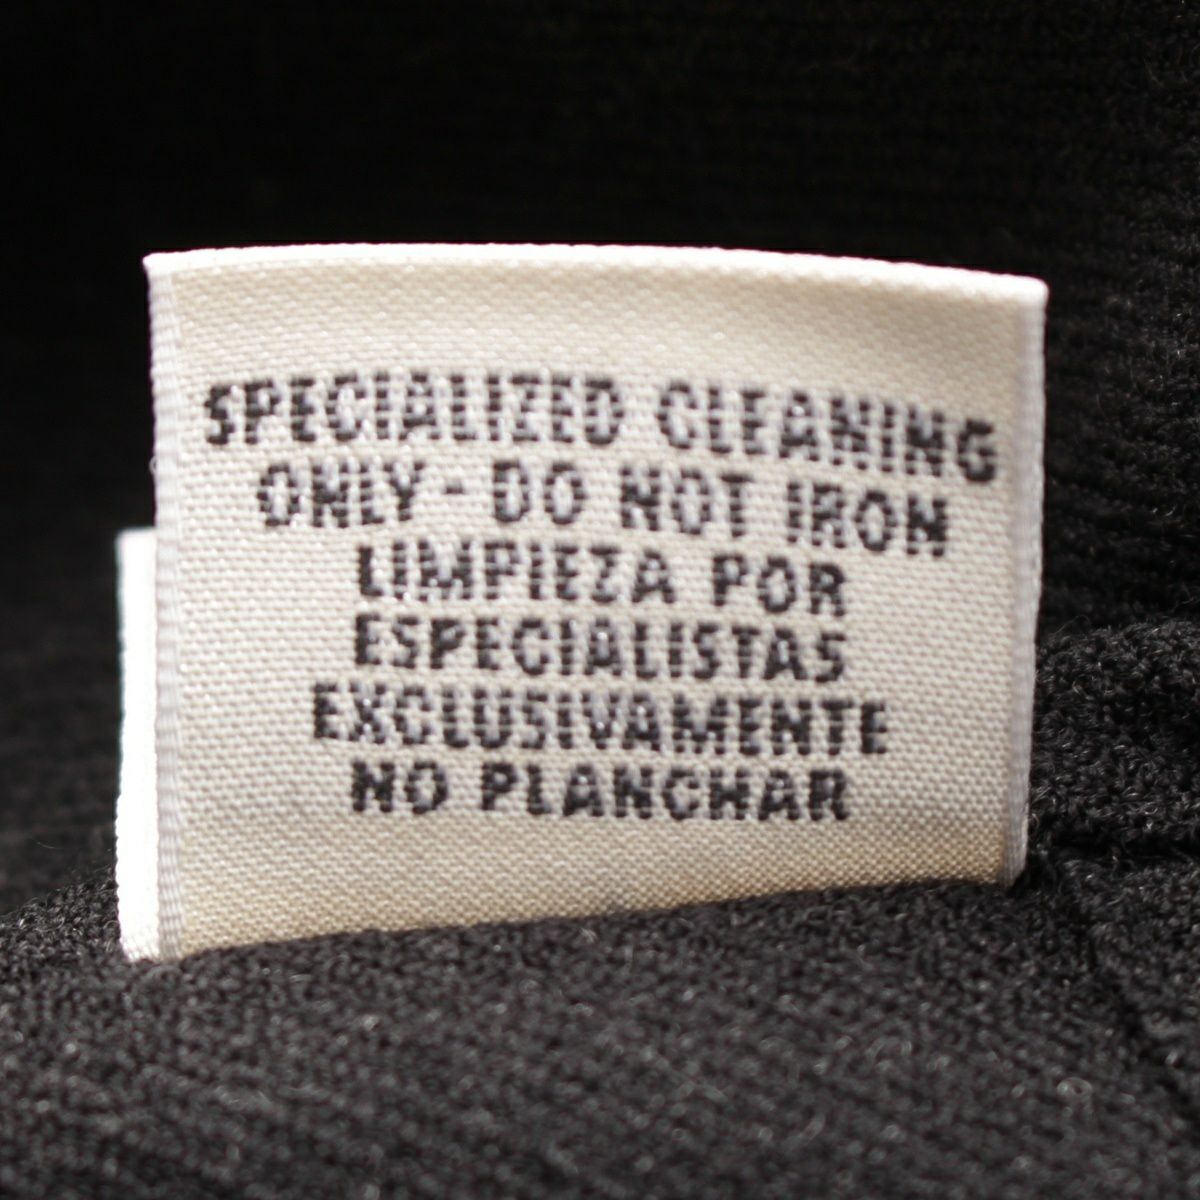 SPECIALIZED CLEANING
ONLY - DO NOT IRON
LIMPIEZA POR
ESPECIALISTAS
EXCLUSIVAMENTE
NO PLANCHAR